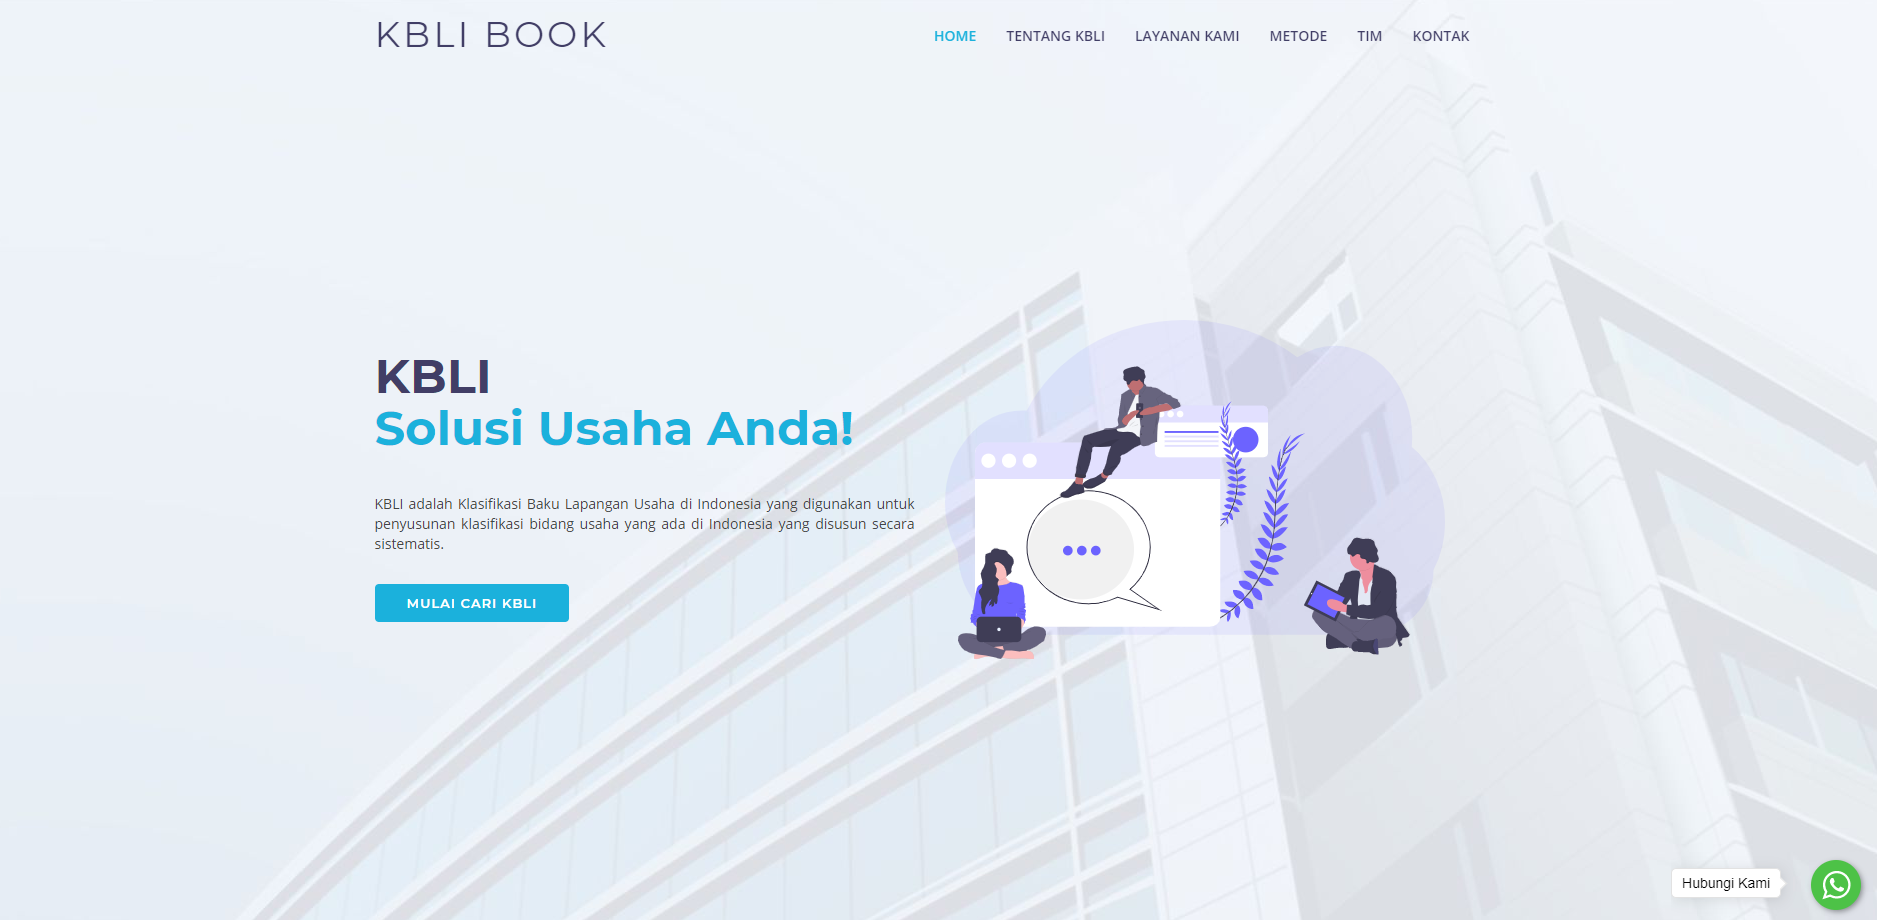 KBLI BOOK
HOME TENTANG KBLI LAYANAN KAMI METODE TIM KONTAK
KBLI
Solusi Usaha Anda!
KBLI adalah Klasifikasi Baku Lapangan Usaha di Indonesia yang digunakan untuk
penyusunan klasifikasi bidang usaha yang ada di Indonesia yang disusun secara
sistematis.
MULAI CARI KBLI
Hubungi Kami